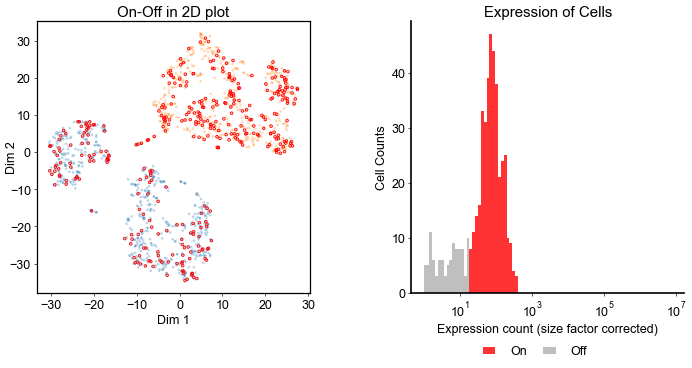 On-Off in 2D plot
30
20
10
0
−10
−20
−30
Dim 2
−30 −20 −10 0 10 20 30
Dim 1
Expression of Cells
40
30
20
10
0
Cell Counts
10^1 10^3 10^5 10^7
Expression count (size factor corrected)
On Off